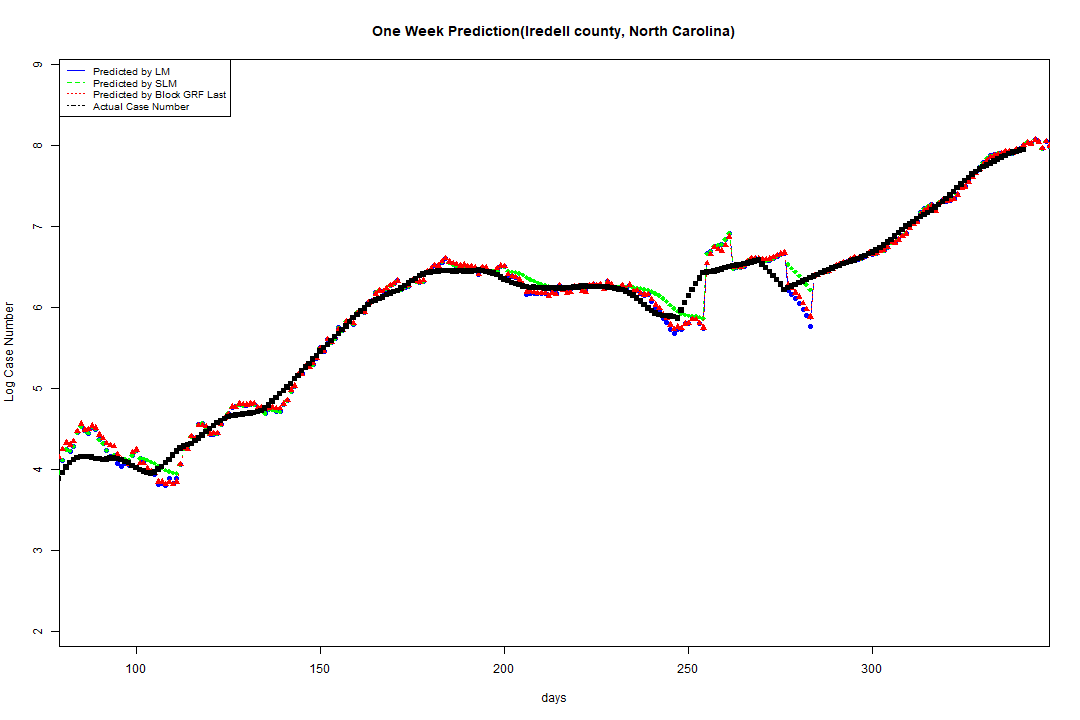 One Week Prediction(Iredell county, North Carolina)
Predicted by LM
Predicted by SLM
Predicted by Block GRF Last
Actual Case Number
Log Case Number
9
8
7
6
5
4
3
2
100 150 200 250 300
days